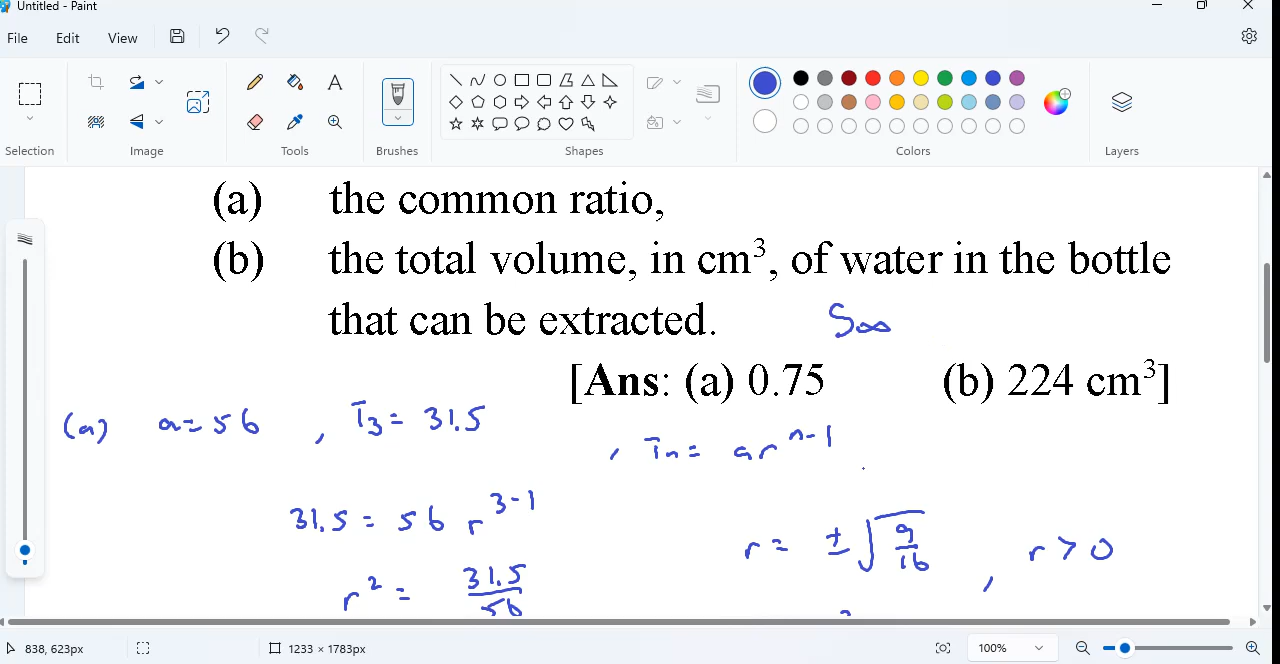 Untitled - Paint
File Edit View
Selection Image Tools Brushes Shapes Colors Layers
(a) the common ratio,
(b) the total volume, in cm³, of water in the bottle
that can be extracted. S∞
[Ans: (a) 0.75 (b) 224 cm³]
(a) a = 56 , T₃ = 31.5 , Tₙ = arⁿ⁻¹
31.5 = 56 r³⁻¹
r = ±√(9/16) , r > 0
r² = 31.5/56
838, 623px 1233 × 1783px 100%